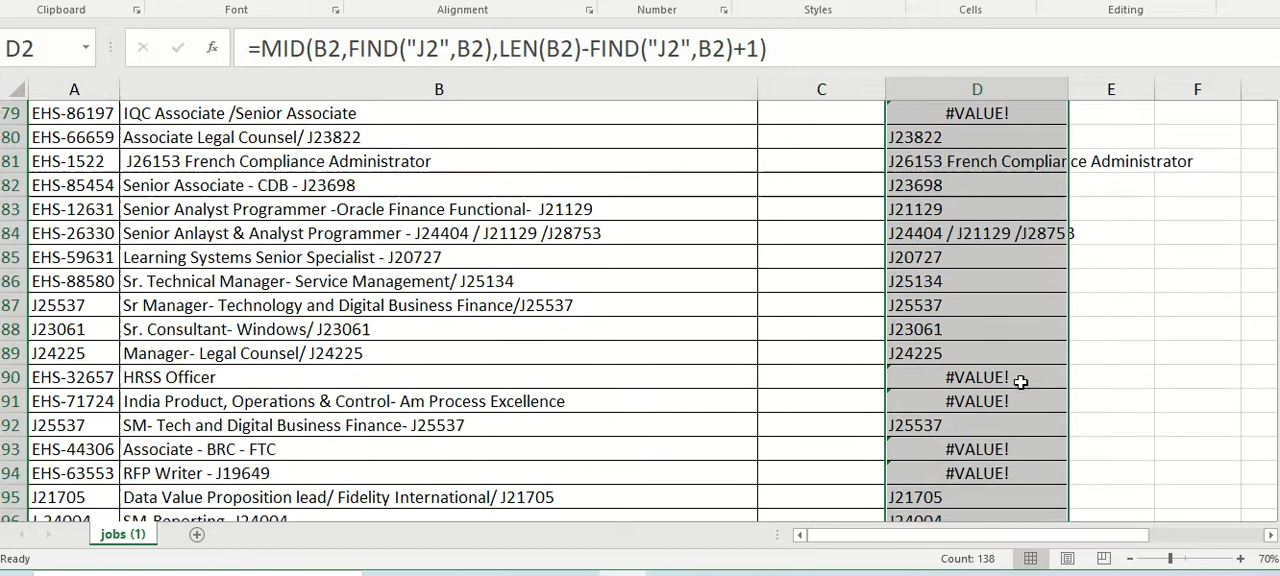 Clipboard Font Alignment Number Styles Cells Editing
D2 fx =MID(B2,FIND("J2",B2),LEN(B2)-FIND("J2",B2)+1)
A B C D E F
79 EHS-86197 IQC Associate /Senior Associate #VALUE!
80 EHS-66659 Associate Legal Counsel/ J23822 J23822
81 EHS-1522 J26153 French Compliance Administrator J26153 French Compliance Administrator
82 EHS-85454 Senior Associate - CDB - J23698 J23698
83 EHS-12631 Senior Analyst Programmer -Oracle Finance Functional- J21129 J21129
84 EHS-26330 Senior Anlayst & Analyst Programmer - J24404 / J21129 /J28753 J24404 / J21129 /J28753
85 EHS-59631 Learning Systems Senior Specialist - J20727 J20727
86 EHS-88580 Sr. Technical Manager- Service Management/ J25134 J25134
87 J25537 Sr Manager- Technology and Digital Business Finance/J25537 J25537
88 J23061 Sr. Consultant- Windows/ J23061 J23061
89 J24225 Manager- Legal Counsel/ J24225 J24225
90 EHS-32657 HRSS Officer #VALUE!
91 EHS-71724 India Product, Operations & Control- Am Process Excellence #VALUE!
92 J25537 SM- Tech and Digital Business Finance- J25537 J25537
93 EHS-44306 Associate - BRC - FTC #VALUE!
94 EHS-63553 RFP Writer - J19649 #VALUE!
95 J21705 Data Value Proposition lead/ Fidelity International/ J21705 J21705
96 J-24004 SM-Reporting- J24004 J24004
jobs (1)
Ready Count: 138 70%